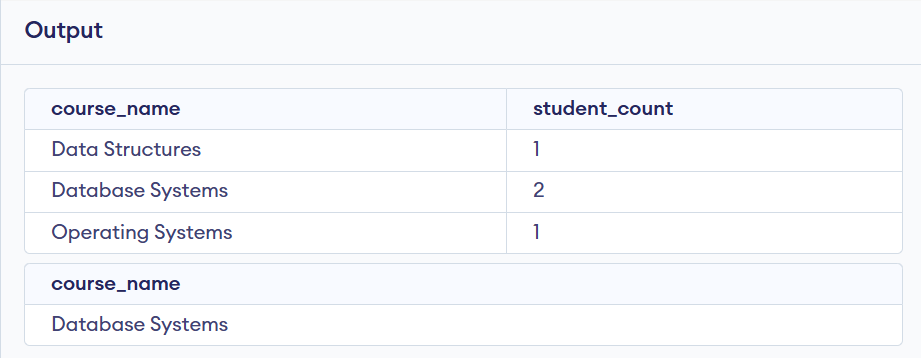 Output
course_name student_count
Data Structures 1
Database Systems 2
Operating Systems 1
course_name
Database Systems